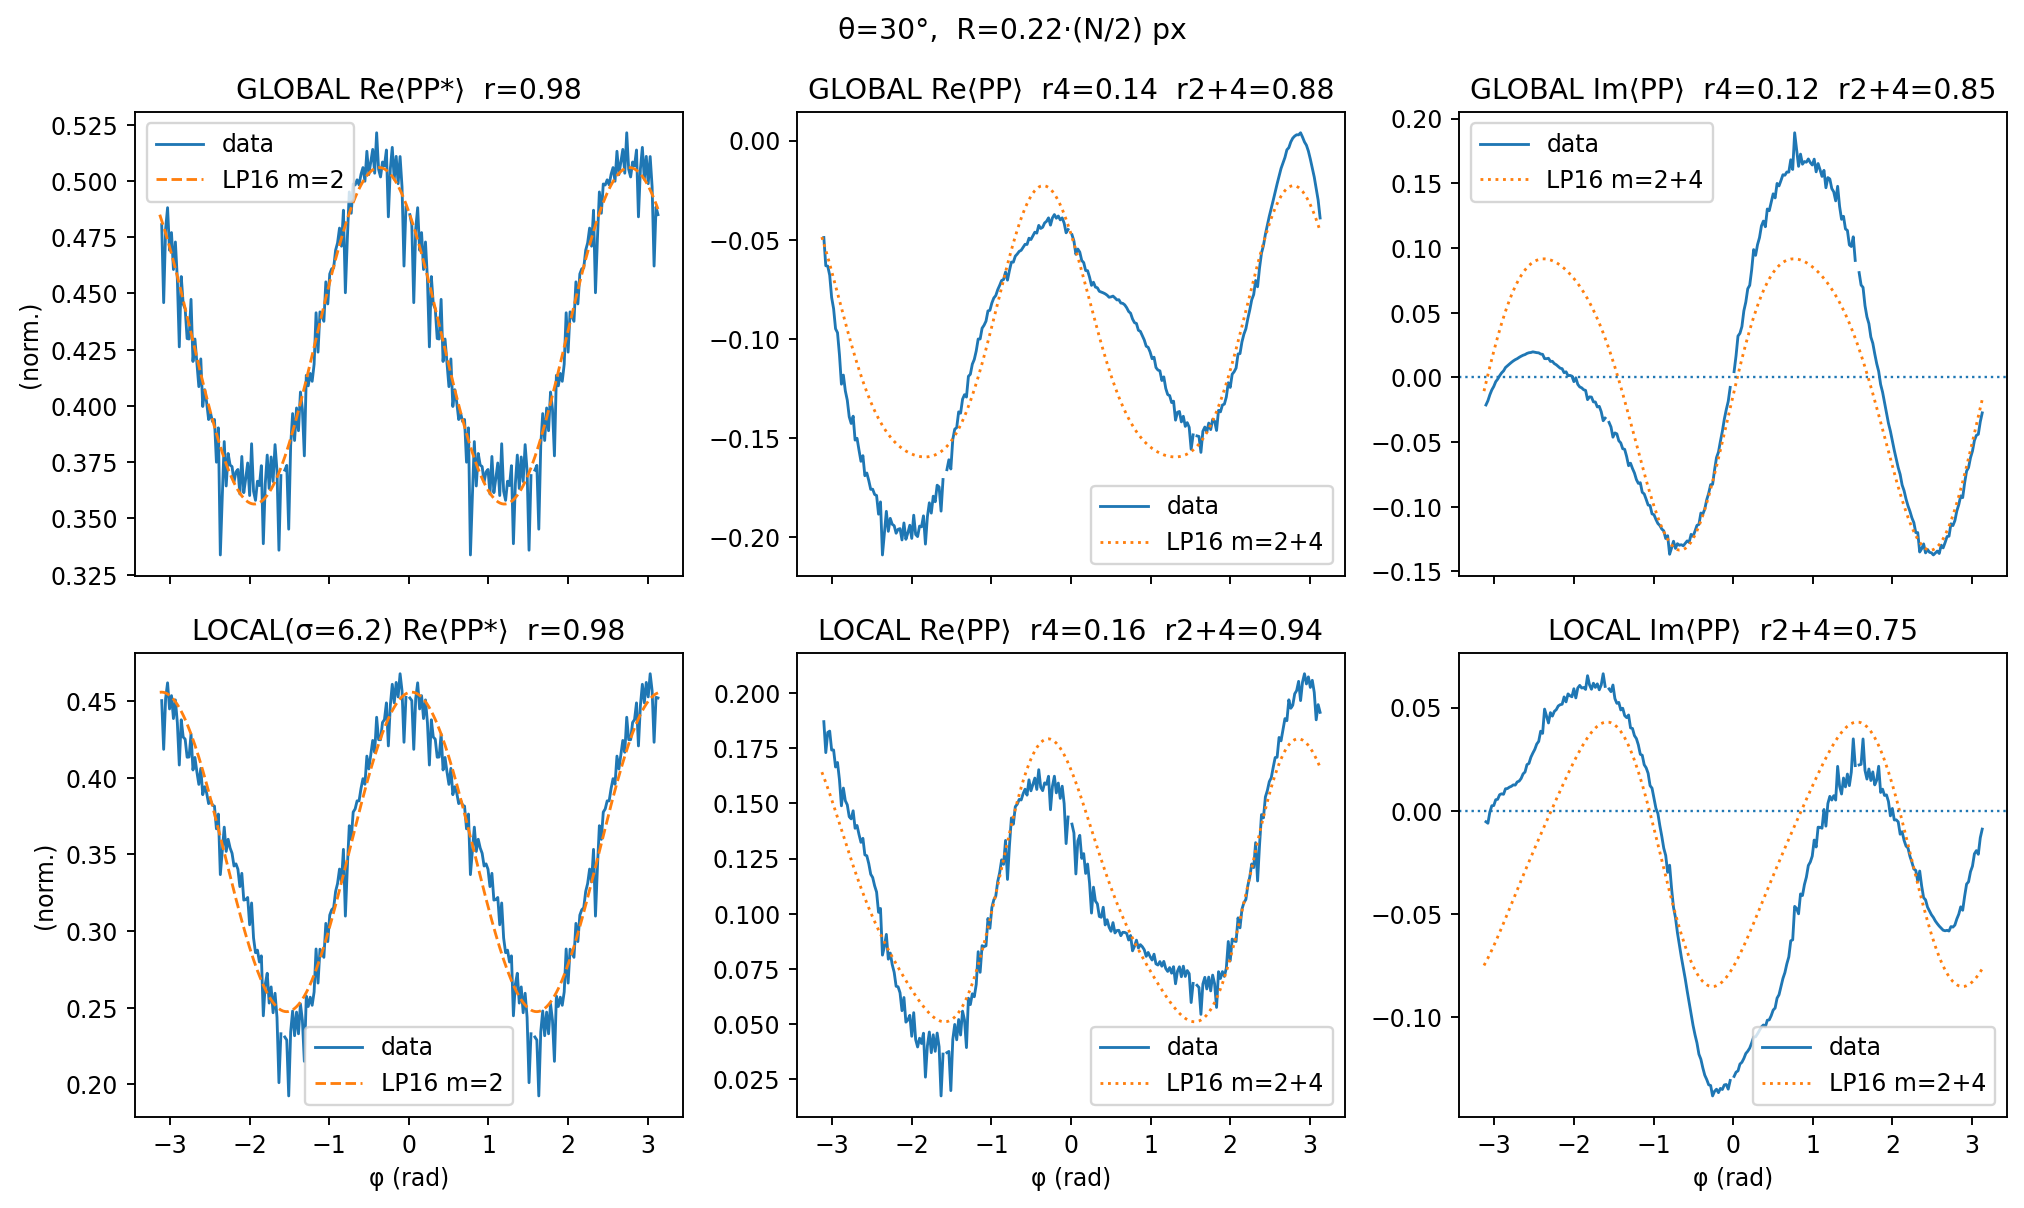 θ=30°,  R=0.22·(N/2) px
GLOBAL Re⟨PP*⟩  r=0.98
GLOBAL Re⟨PP⟩  r4=0.14  r2+4=0.88
GLOBAL Im⟨PP⟩  r4=0.12  r2+4=0.85
0.525
0.500
0.475
0.450
0.425
0.400
0.375
0.350
0.325
(norm.)
data
LP16 m=2
0.00
−0.05
−0.10
−0.15
−0.20
data
LP16 m=2+4
0.20
0.15
0.10
0.05
0.00
−0.05
−0.10
−0.15
data
LP16 m=2+4
LOCAL(σ=6.2) Re⟨PP*⟩  r=0.98
LOCAL Re⟨PP⟩  r4=0.16  r2+4=0.94
LOCAL Im⟨PP⟩  r2+4=0.75
0.45
0.40
0.35
0.30
0.25
0.20
(norm.)
data
LP16 m=2
−3 −2 −1 0 1 2 3
φ (rad)
0.200
0.175
0.150
0.125
0.100
0.075
0.050
0.025
data
LP16 m=2+4
−3 −2 −1 0 1 2 3
φ (rad)
0.05
0.00
−0.05
−0.10
data
LP16 m=2+4
−3 −2 −1 0 1 2 3
φ (rad)